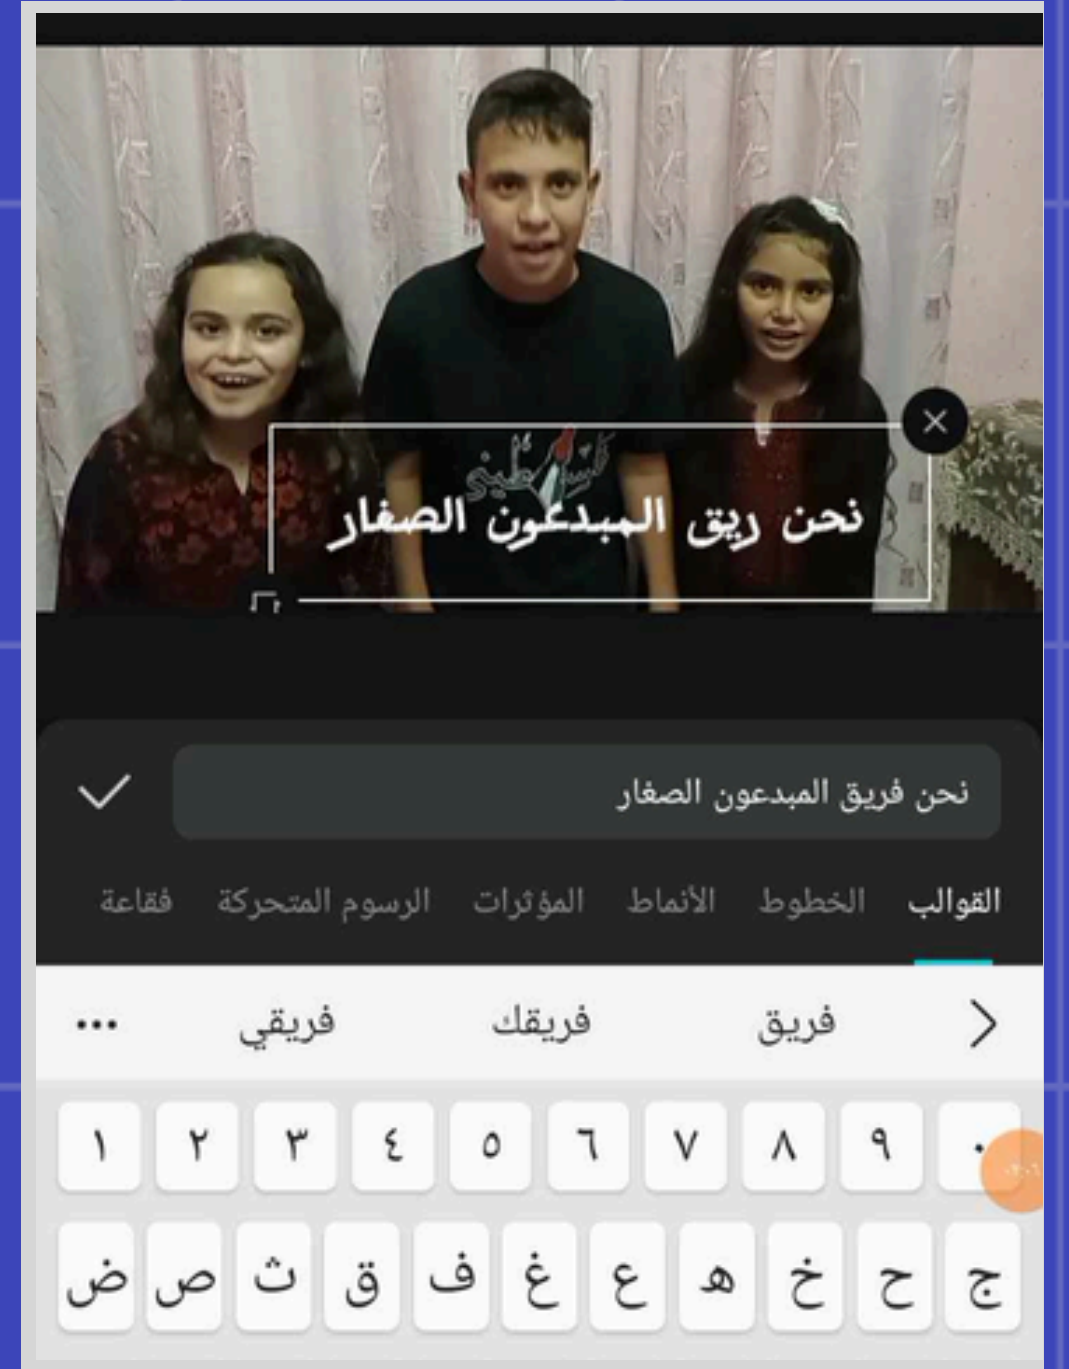 فلسطيني
نحن ريق المبدعون الصغار
نحن فريق المبدعون الصغار
القوالب الخطوط الأنماط المؤثرات الرسوم المتحركة فقاعة
فريق فريقك فريقي
١ ٢ ٣ ٤ ٥ ٦ ٧ ٨ ٩ ٠
ج ح خ ه ع غ ف ق ث ص ض